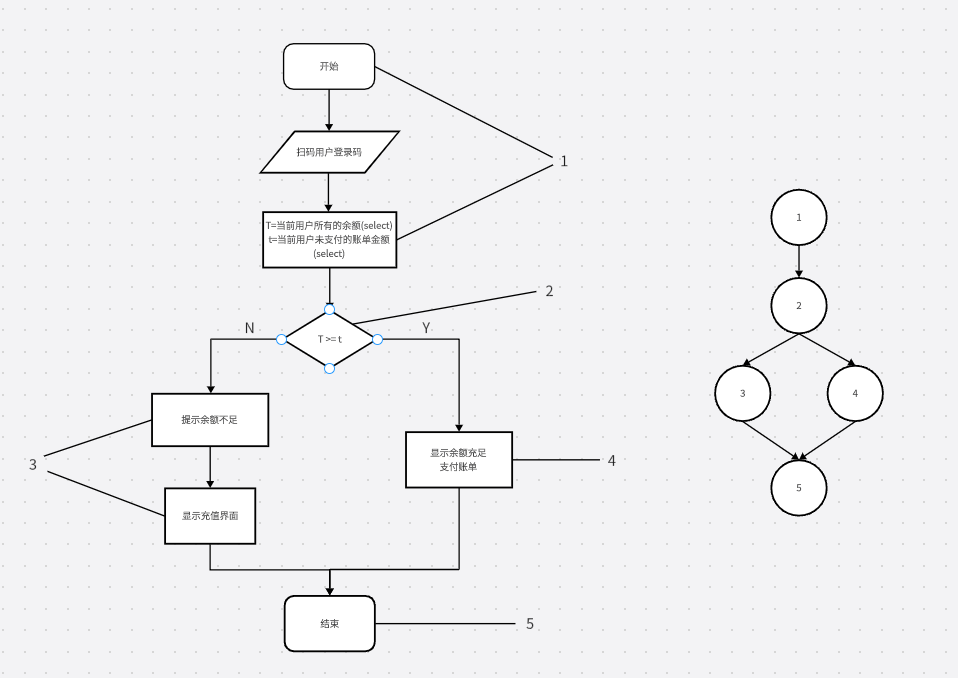 开始
扫码用户登录码
1
T=当前用户所有的余额(select)
t=当前用户未支付的账单金额
(select)
2
N
Y
T >= t
提示余额不足
显示余额充足
支付账单
3
4
显示充值界面
结束
5
1
2
3
4
5